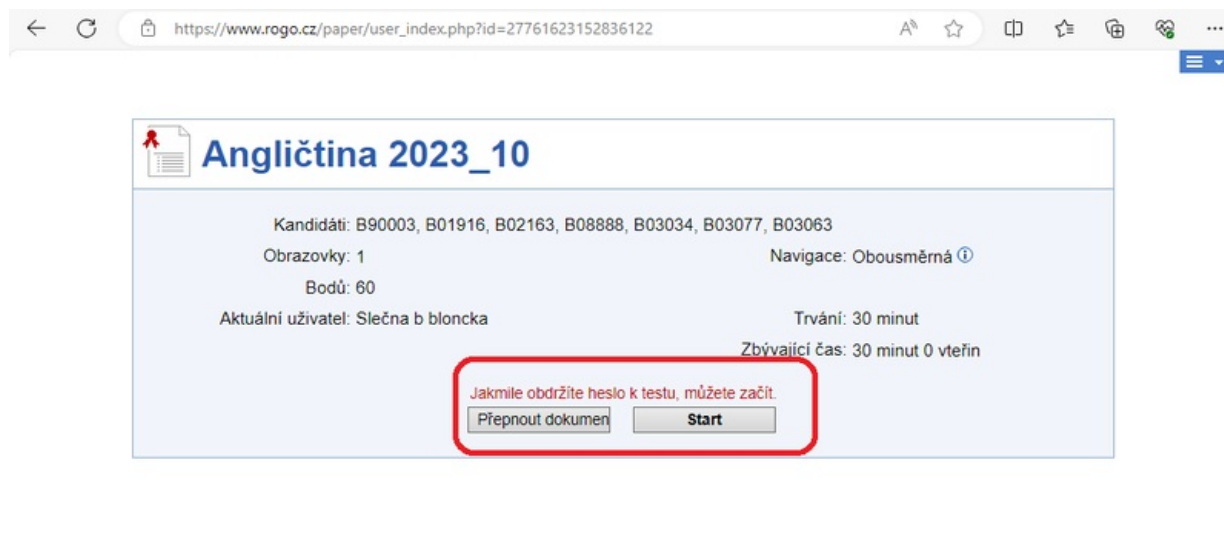 https://www.rogo.cz/paper/user_index.php?id=27761623152836122
Angličtina 2023_10
Kandidáti: B90003, B01916, B02163, B08888, B03034, B03077, B03063
Obrazovky: 1 Navigace: Obousměrná
Bodů: 60
Aktuální uživatel: Slečna b bloncka Trvání: 30 minut
Zbývající čas: 30 minut 0 vteřin
Jakmile obdržíte heslo k testu, můžete začít.
Přepnout dokumen Start